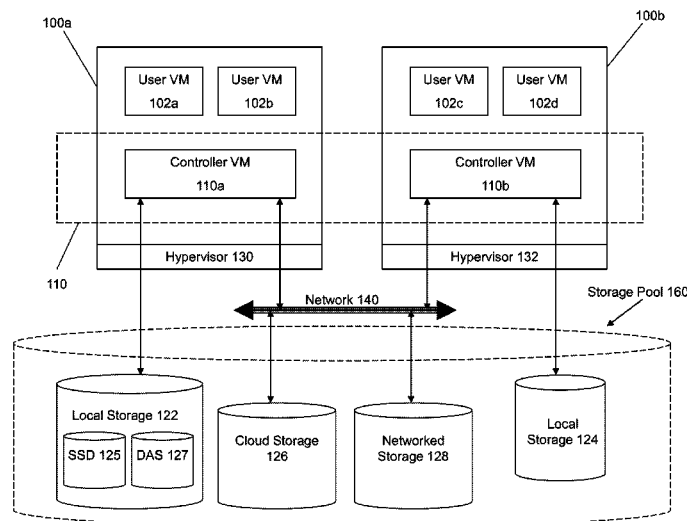 100a
100b
User VM
102a
User VM
102b
User VM
102c
User VM
102d
Controller VM
110a
Controller VM
110b
Hypervisor 130
Hypervisor 132
110
Network 140
Storage Pool 160
Local Storage 122
SSD 125
DAS 127
Cloud Storage
126
Networked
Storage 128
Local
Storage 124